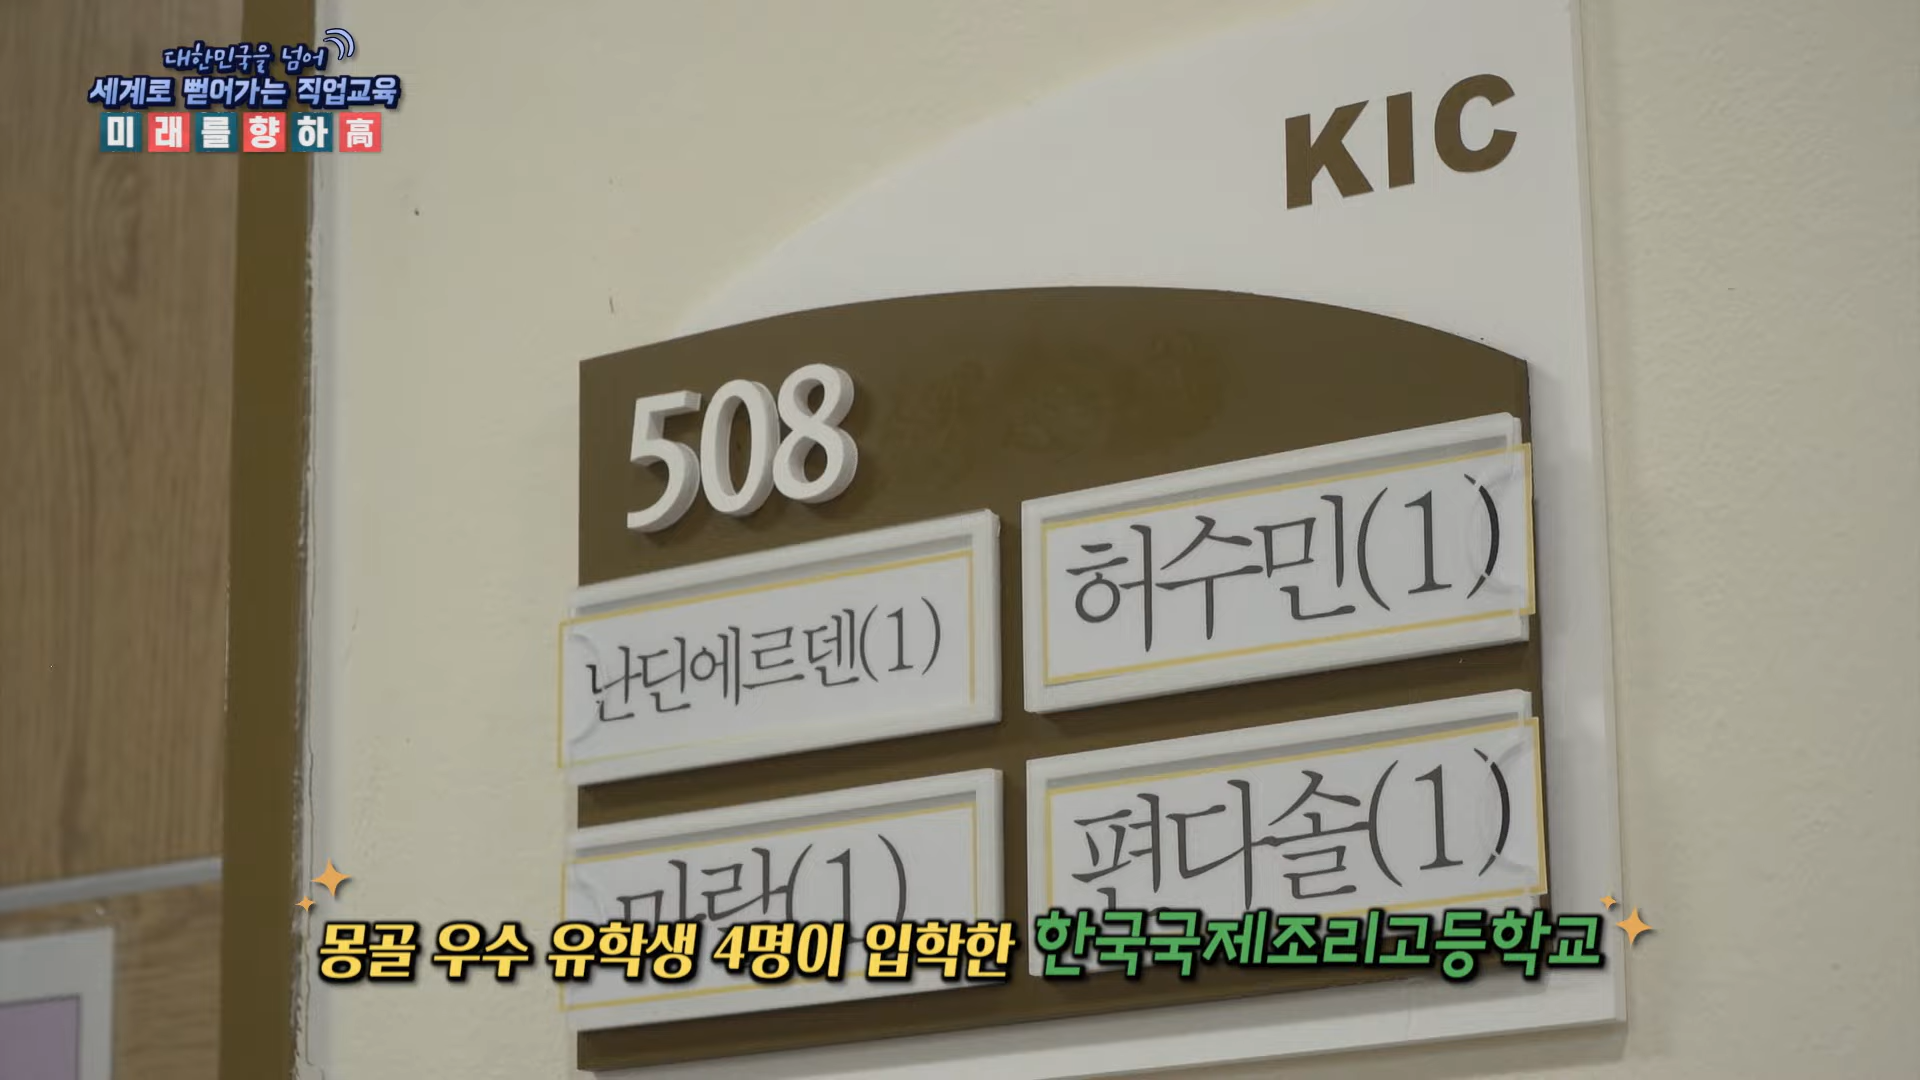 대한민국을 넘어
세계로 뻗어가는 직업교육
미래를향하高
KIC
508
난딘에르덴(1)
허수민(1)
미랄(1)
편다솔(1)
몽골 우수 유학생 4명이 입학한 한국국제조리고등학교